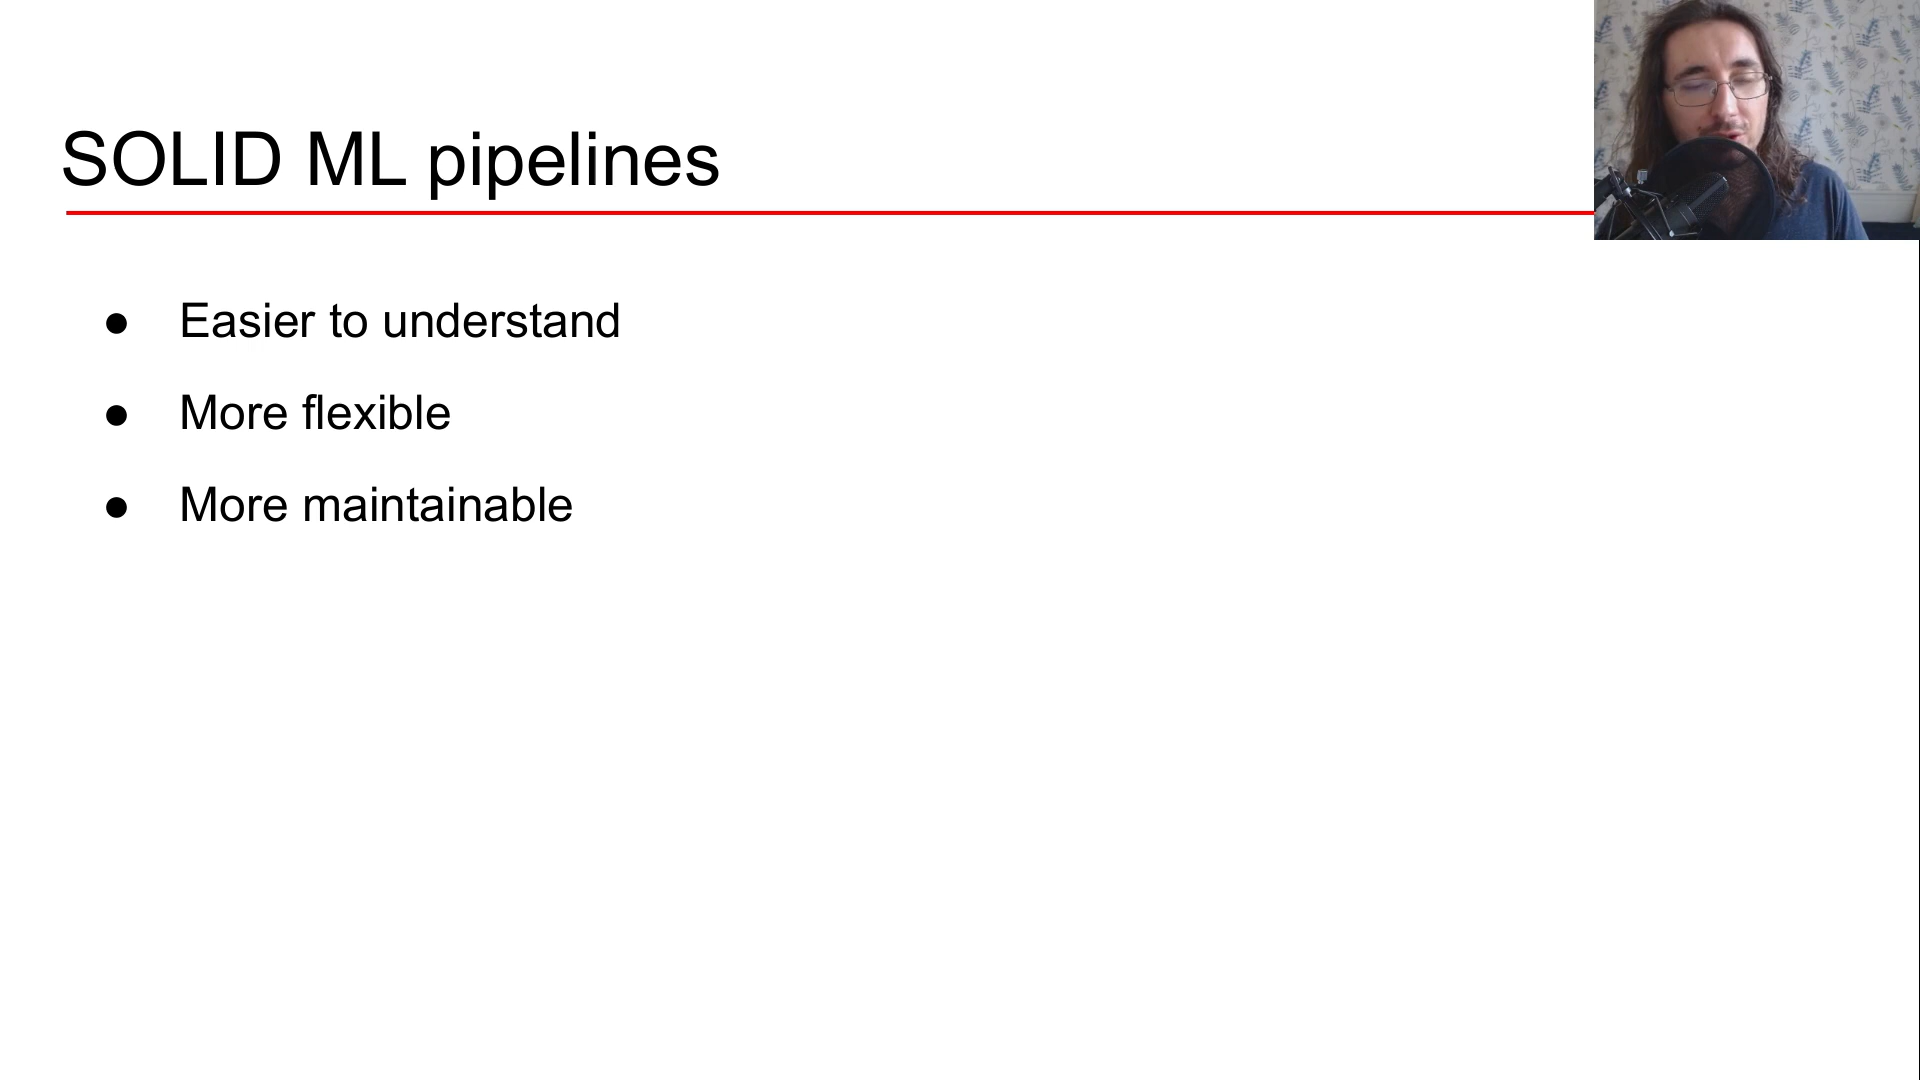 SOLID ML pipelines
● Easier to understand
● More flexible
● More maintainable